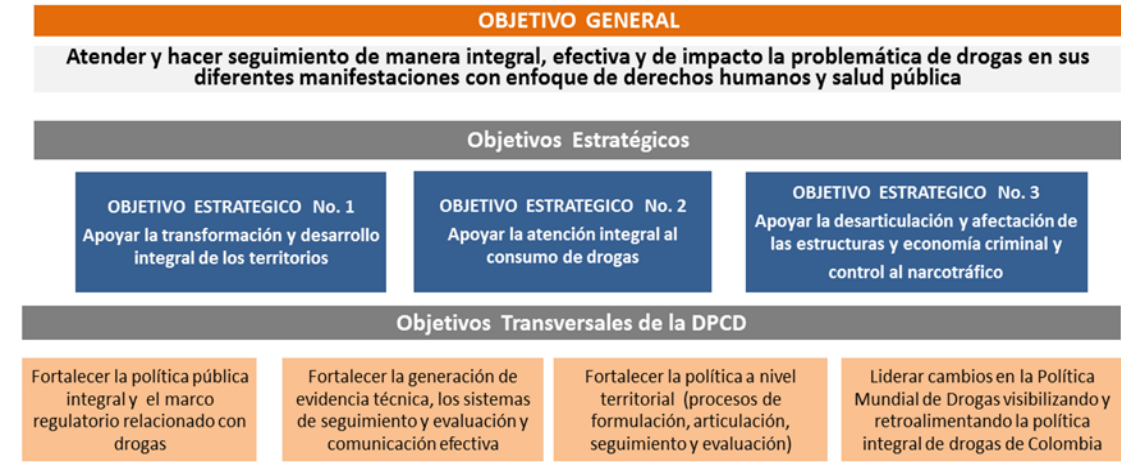 OBJETIVO GENERAL
Atender y hacer seguimiento de manera integral, efectiva y de impacto la problemática de drogas en sus
diferentes manifestaciones con enfoque de derechos humanos y salud pública
Objetivos Estratégicos
OBJETIVO ESTRATEGICO No. 1
Apoyar la transformación y desarrollo
integral de los territorios
OBJETIVO ESTRATEGICO No. 2
Apoyar la atención integral al
consumo de drogas
OBJETIVO ESTRATEGICO No. 3
Apoyar la desarticulación y afectación de
las estructuras y economía criminal y
control al narcotráfico
Objetivos Transversales de la DPCD
Fortalecer la política pública
integral y el marco
regulatorio relacionado con
drogas
Fortalecer la generación de
evidencia técnica, los sistemas
de seguimiento y evaluación y
comunicación efectiva
Fortalecer la política a nivel
territorial (procesos de
formulación, articulación,
seguimiento y evaluación)
Liderar cambios en la Política
Mundial de Drogas visibilizando y
retroalimentando la política
integral de drogas de Colombia